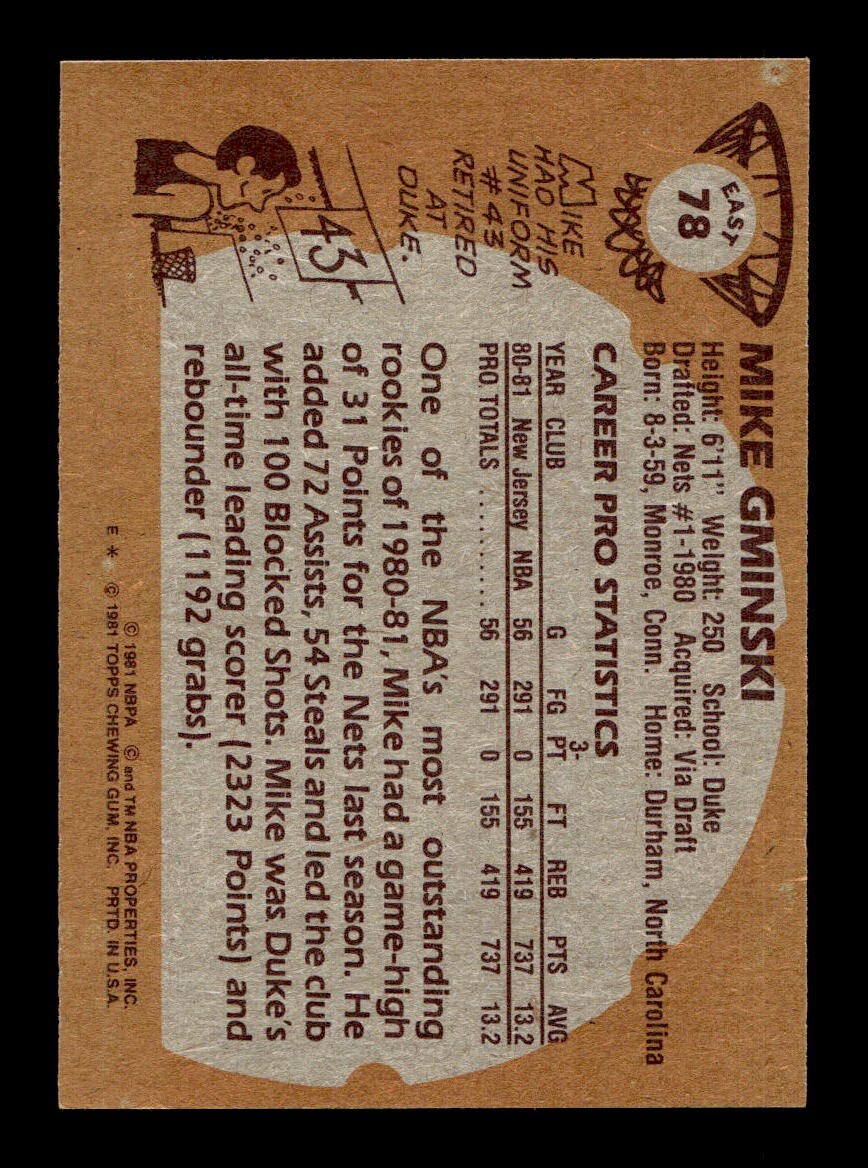 EAST
78
MIKE GMINSKI
Height: 6'11" Weight: 250 School: Duke
Drafted: Nets #1-1980 Acquired: Via Draft
Born: 8-3-59, Monroe, Conn. Home: Durham, North Carolina
CAREER PRO STATISTICS
YEAR CLUB G FG 3-PT FT REB PTS AVG
80-81 New Jersey NBA 56 291 0 155 419 737 13.2
PRO TOTALS .......... 56 291 0 155 419 737 13.2
MIKE
HAD HIS
UNIFORM
#43
RETIRED
AT
DUKE.
43
One of the NBA's most outstanding
rookies of 1980-81, Mike had a game-high
of 31 Points for the Nets last season. He
added 72 Assists, 54 Steals and led the club
with 100 Blocked Shots. Mike was Duke's
all-time leading scorer (2323 Points) and
rebounder (1192 grabs).
© 1981 NBPA © and TM NBA PROPERTIES, INC.
E * © 1981 TOPPS CHEWING GUM, INC. PRTD. IN U.S.A.